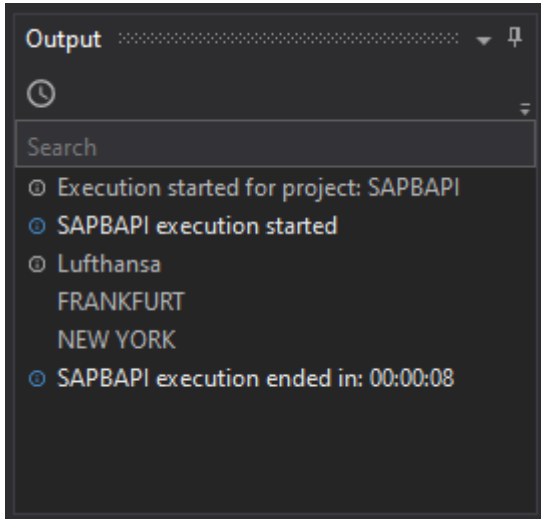 Output
Search
Execution started for project: SAPBAPI
SAPBAPI execution started
Lufthansa
FRANKFURT
NEW YORK
SAPBAPI execution ended in: 00:00:08